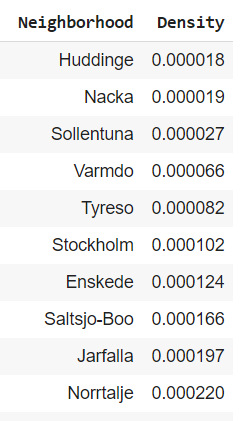 Neighborhood Density
Huddinge 0.000018
Nacka 0.000019
Sollentuna 0.000027
Varmdo 0.000066
Tyreso 0.000082
Stockholm 0.000102
Enskede 0.000124
Saltsjo-Boo 0.000166
Jarfalla 0.000197
Norrtalje 0.000220